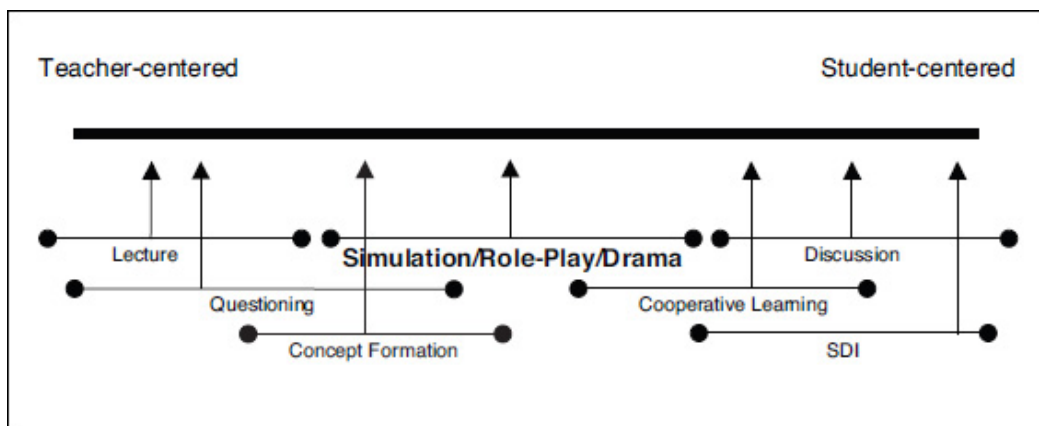 Teacher-centered Student-centered
Lecture Simulation/Role-Play/Drama Discussion
Questioning Cooperative Learning
Concept Formation SDI